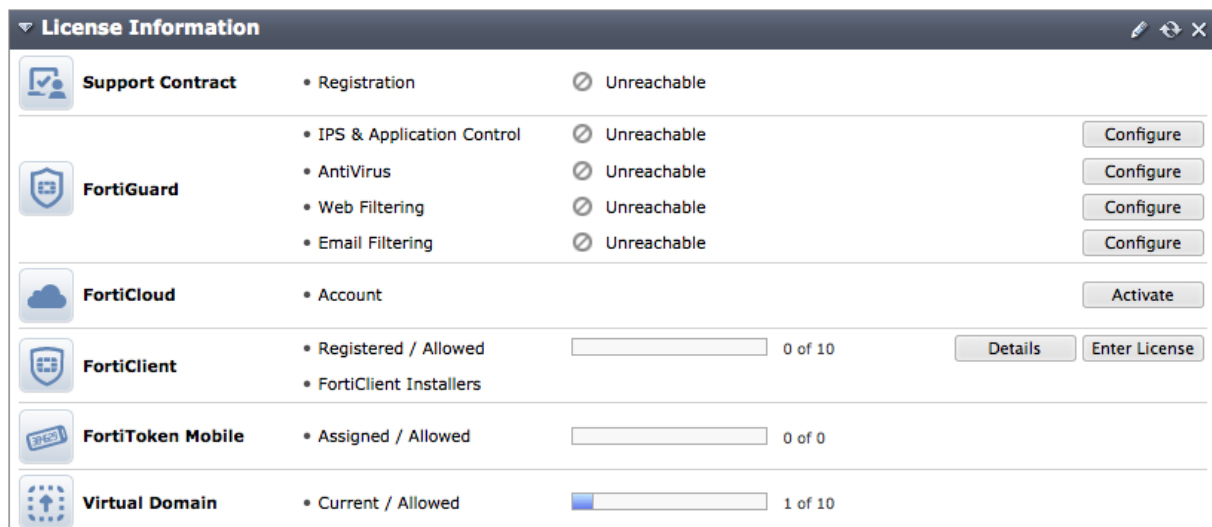 License Information
Support Contract • Registration Unreachable
• IPS & Application Control Unreachable Configure
• AntiVirus Unreachable Configure
FortiGuard
• Web Filtering Unreachable Configure
• Email Filtering Unreachable Configure
FortiCloud • Account Activate
• Registered / Allowed 0 of 10 Details Enter License
FortiClient
• FortiClient Installers
FortiToken Mobile • Assigned / Allowed 0 of 0
Virtual Domain • Current / Allowed 1 of 10